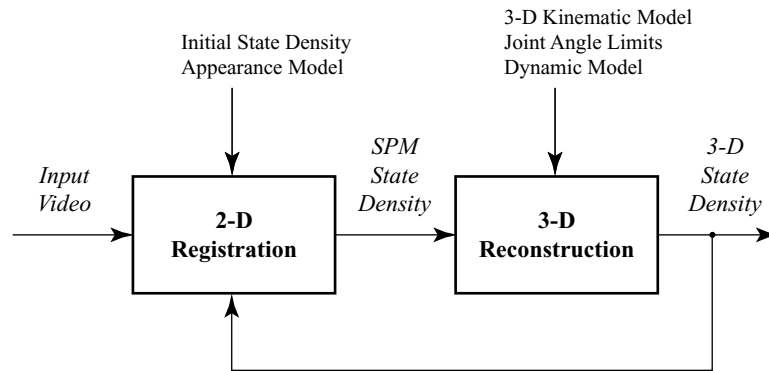 Initial State Density
Appearance Model
3-D Kinematic Model
Joint Angle Limits
Dynamic Model
Input
Video
2-D
Registration
SPM
State
Density
3-D
Reconstruction
3-D
State
Density